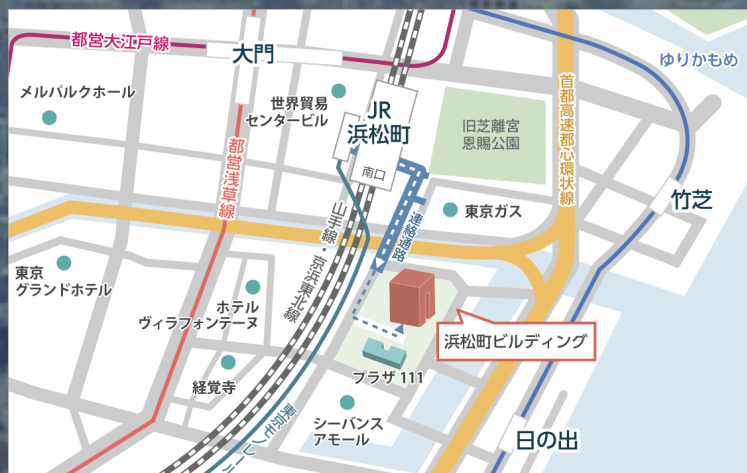 都営大江戸線
大門
ゆりかもめ
メルパルクホール
世界貿易
センタービル
JR
浜松町
南口
旧芝離宮
恩賜公園
首都高速都心環状線
都営浅草線
竹芝
東京ガス
連絡通路
山手線・京浜東北線
東京
グランドホテル
ホテル
ヴィラフォンテーヌ
浜松町ビルディング
プラザ111
経覚寺
シーバンス
アモール
東京モノレール
日の出